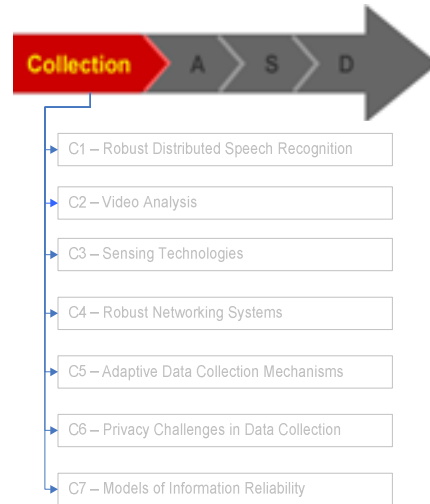 Collection A S D
C1 – Robust Distributed Speech Recognition
C2 – Video Analysis
C3 – Sensing Technologies
C4 – Robust Networking Systems
C5 – Adaptive Data Collection Mechanisms
C6 – Privacy Challenges in Data Collection
C7 – Models of Information Reliability